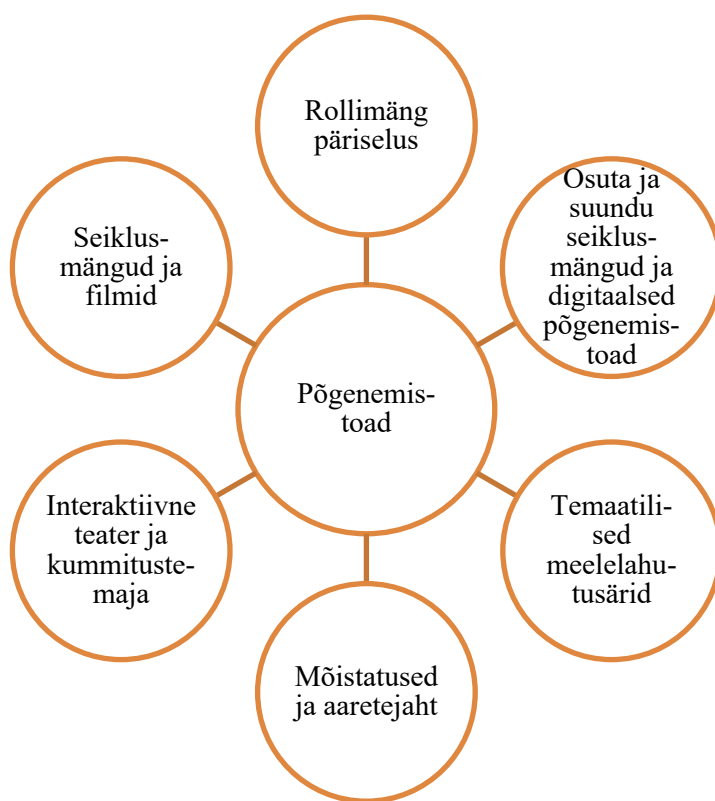 Rollimäng
päriselus
Osuta ja
suundu
seiklus-
mängud ja
digitaalsed
põgenemis-
toad
Seiklus-
mängud ja
filmid
Põgenemis-
toad
Interaktiivne
teater ja
kummituste-
maja
Temaatili-
sed
meelelahu-
tusärid
Mõistatused
ja aaretejaht